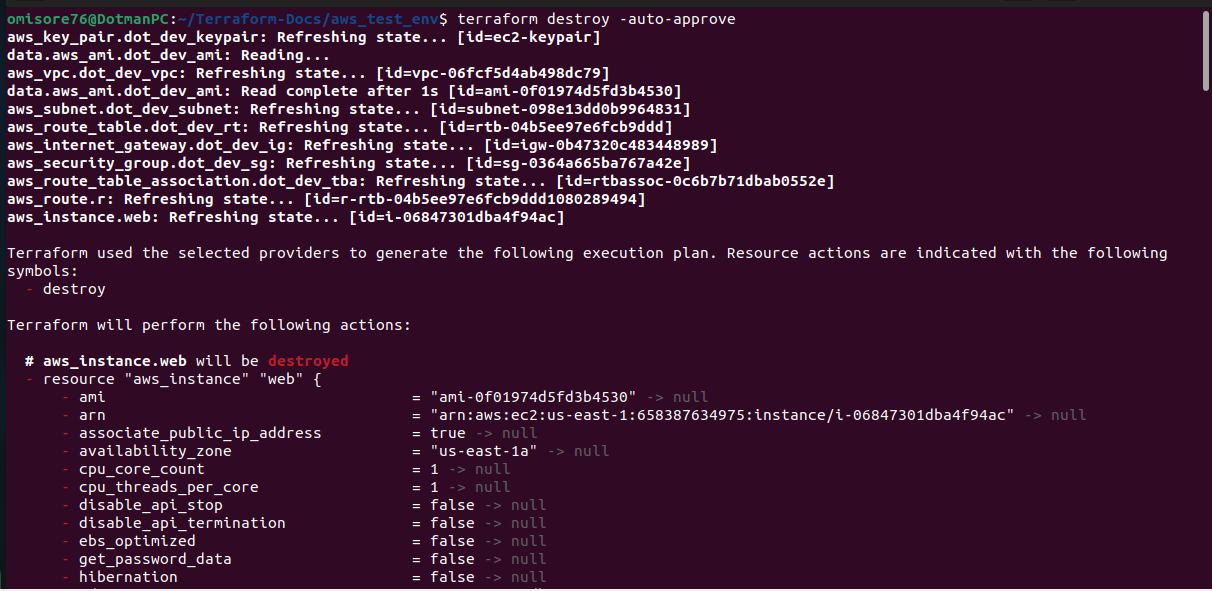 omisore76@DotmanPC:~/Terraform-Docs/aws_test_env$ terraform destroy -auto-approve
aws_key_pair.dot_dev_keypair: Refreshing state... [id=ec2-keypair]
data.aws_ami.dot_dev_ami: Reading...
aws_vpc.dot_dev_vpc: Refreshing state... [id=vpc-06fcf5d4ab498dc79]
data.aws_ami.dot_dev_ami: Read complete after 1s [id=ami-0f01974d5fd3b4530]
aws_subnet.dot_dev_subnet: Refreshing state... [id=subnet-098e13dd0b9964831]
aws_route_table.dot_dev_rt: Refreshing state... [id=rtb-04b5ee97e6fcb9ddd]
aws_internet_gateway.dot_dev_ig: Refreshing state... [id=igw-0b47320c483448989]
aws_security_group.dot_dev_sg: Refreshing state... [id=sg-0364a665ba767a42e]
aws_route_table_association.dot_dev_tba: Refreshing state... [id=rtbassoc-0c6b7b71dbab0552e]
aws_route.r: Refreshing state... [id=r-rtb-04b5ee97e6fcb9ddd1080289494]
aws_instance.web: Refreshing state... [id=i-06847301dba4f94ac]
Terraform used the selected providers to generate the following execution plan. Resource actions are indicated with the following
symbols:
- destroy
Terraform will perform the following actions:
# aws_instance.web will be destroyed
- resource "aws_instance" "web" {
- ami = "ami-0f01974d5fd3b4530" -> null
- arn = "arn:aws:ec2:us-east-1:658387634975:instance/i-06847301dba4f94ac" -> null
- associate_public_ip_address = true -> null
- availability_zone = "us-east-1a" -> null
- cpu_core_count = 1 -> null
- cpu_threads_per_core = 1 -> null
- disable_api_stop = false -> null
- disable_api_termination = false -> null
- ebs_optimized = false -> null
- get_password_data = false -> null
- hibernation = false -> null